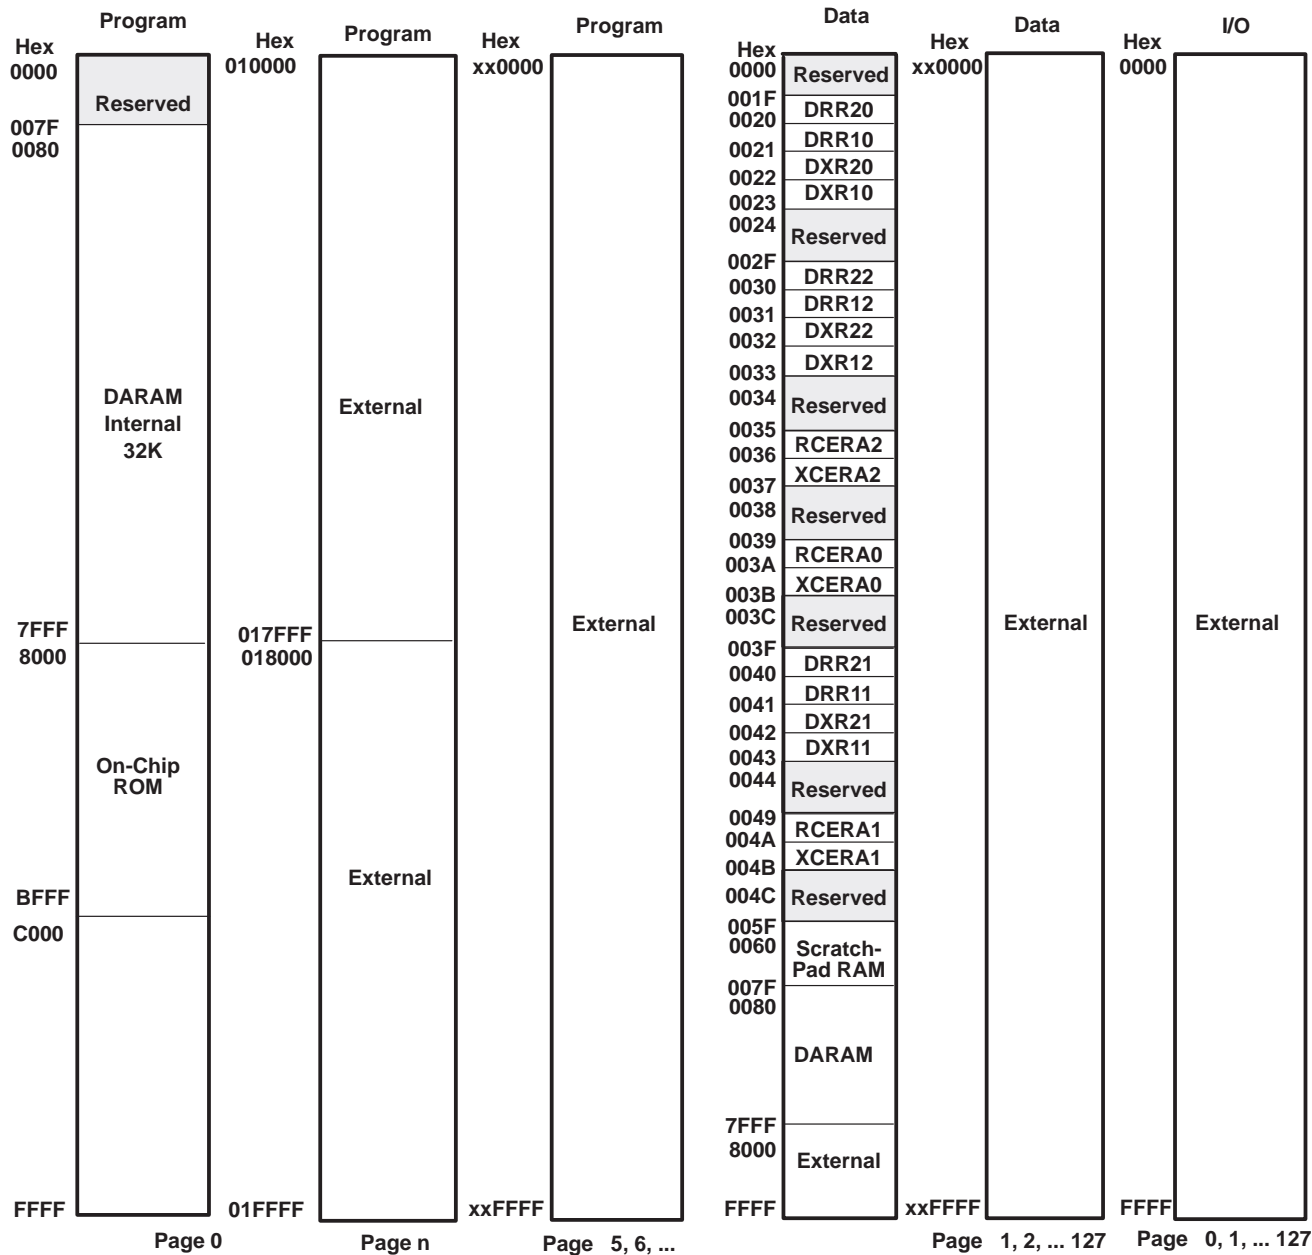 Program
Hex
0000
Reserved
007F
0080
DARAM
Internal
32K
7FFF
8000
On-Chip
ROM
BFFF
C000
FFFF
Page 0
Program
Hex
010000
External
017FFF
018000
External
01FFFF
Page n
Program
Hex
xx0000
External
xxFFFF
Page 5, 6, ...
Data
Hex
0000
Reserved
001F
0020
DRR20
0021
DRR10
0022
DXR20
0023
DXR10
0024
Reserved
002F
0030
DRR22
0031
DRR12
0032
DXR22
0033
DXR12
0034
Reserved
0035
0036
RCERA2
0037
XCERA2
0038
Reserved
0039
003A
RCERA0
003B
XCERA0
003C
Reserved
003F
0040
DRR21
0041
DRR11
0042
DXR21
0043
DXR11
0044
Reserved
0049
004A
RCERA1
004B
XCERA1
004C
Reserved
005F
0060
Scratch-
Pad RAM
007F
0080
DARAM
7FFF
8000
External
FFFF
Data
Hex
xx0000
External
xxFFFF
Page 1, 2, ... 127
I/O
Hex
0000
External
FFFF
Page 0, 1, ... 127